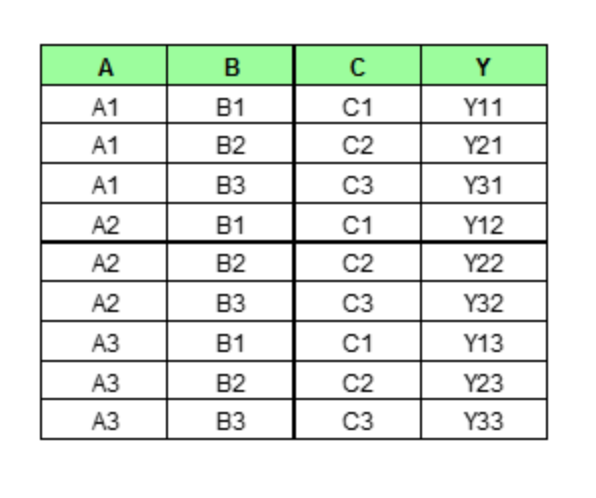 A B C Y
A1 B1 C1 Y11
A1 B2 C2 Y21
A1 B3 C3 Y31
A2 B1 C1 Y12
A2 B2 C2 Y22
A2 B3 C3 Y32
A3 B1 C1 Y13
A3 B2 C2 Y23
A3 B3 C3 Y33